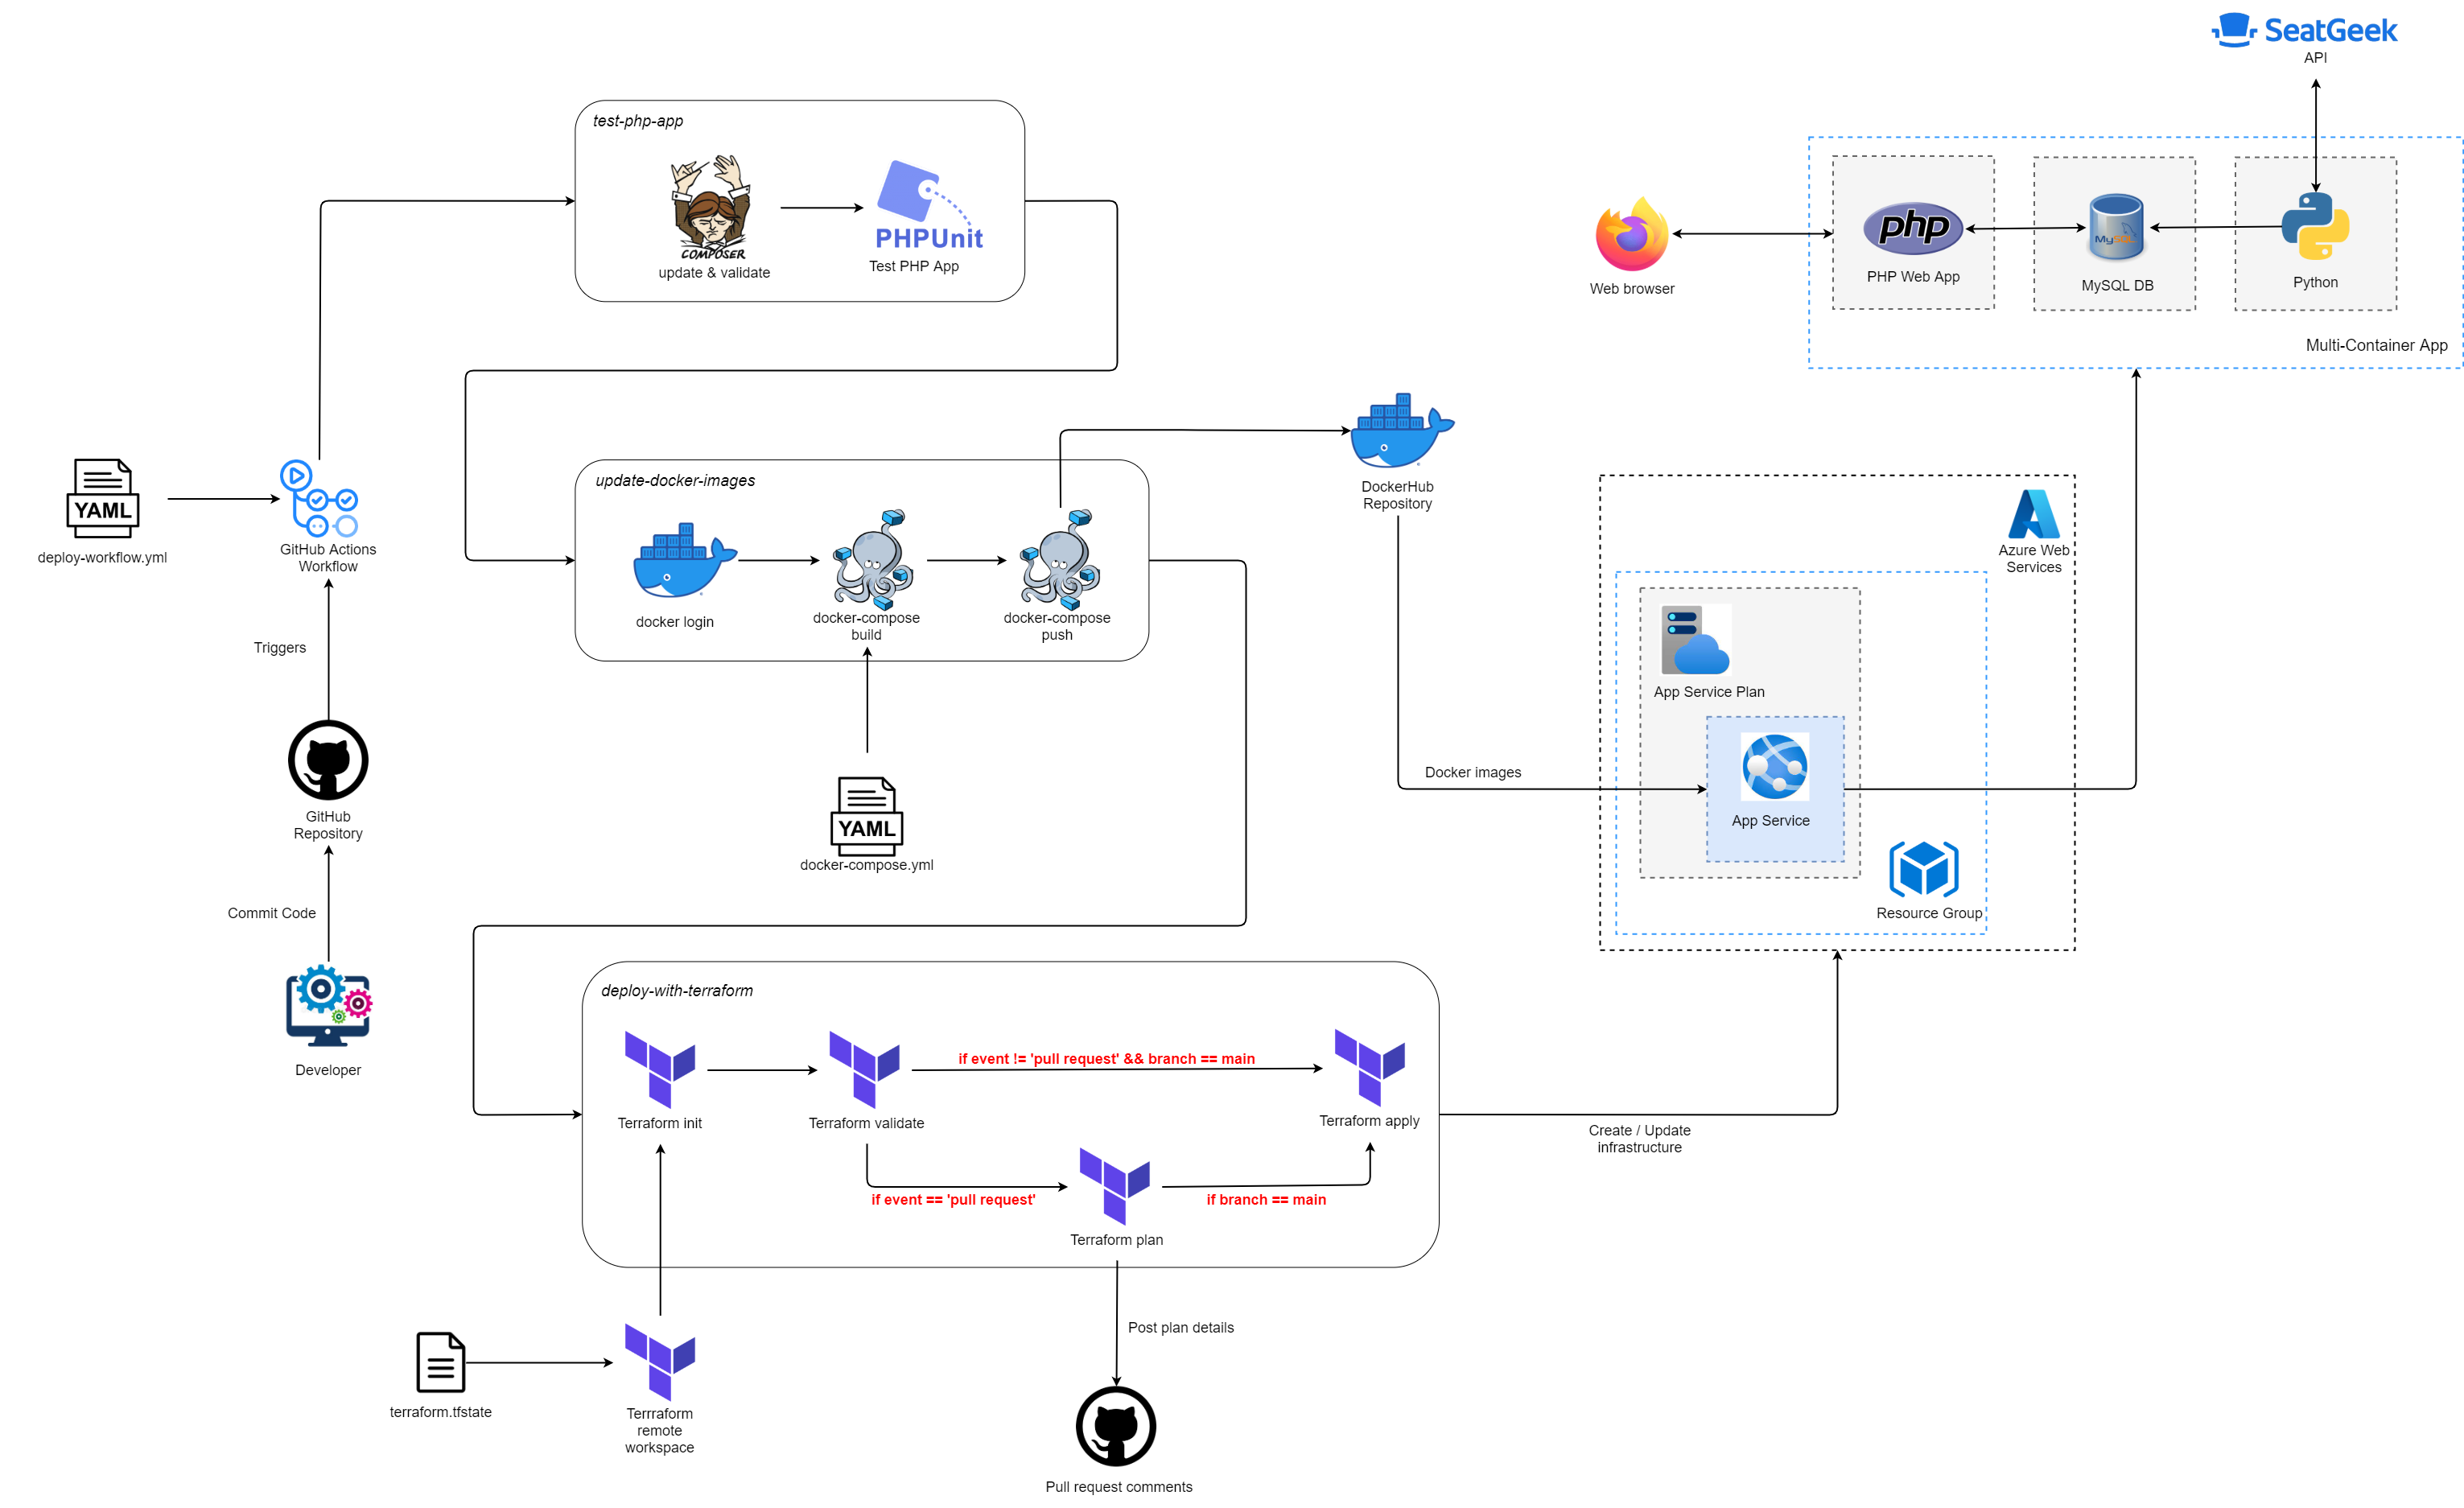 SeatGeek
API
test-php-app
COMPOSER
update & validate
PHPUnit
Test PHP App
php
PHP Web App
MySQL
MySQL DB
Python
Web browser
Multi-Container App
YAML
deploy-workflow.yml
GitHub Actions
Workflow
update-docker-images
docker login
docker-compose
build
docker-compose
push
DockerHub
Repository
Azure Web
Services
App Service Plan
Triggers
GitHub
Repository
YAML
docker-compose.yml
Docker images
App Service
Resource Group
Commit Code
Developer
deploy-with-terraform
Terraform init
Terraform validate
if event != 'pull request' && branch == main
Terraform apply
if event == 'pull request'
Terraform plan
if branch == main
Create / Update
infrastructure
Post plan details
terraform.tfstate
Terrraform
remote
workspace
Pull request comments